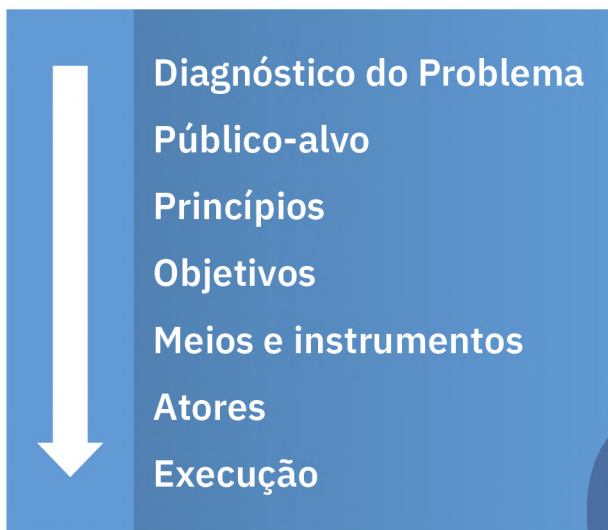 Diagnóstico do Problema
Público-alvo
Princípios
Objetivos
Meios e instrumentos
Atores
Execução